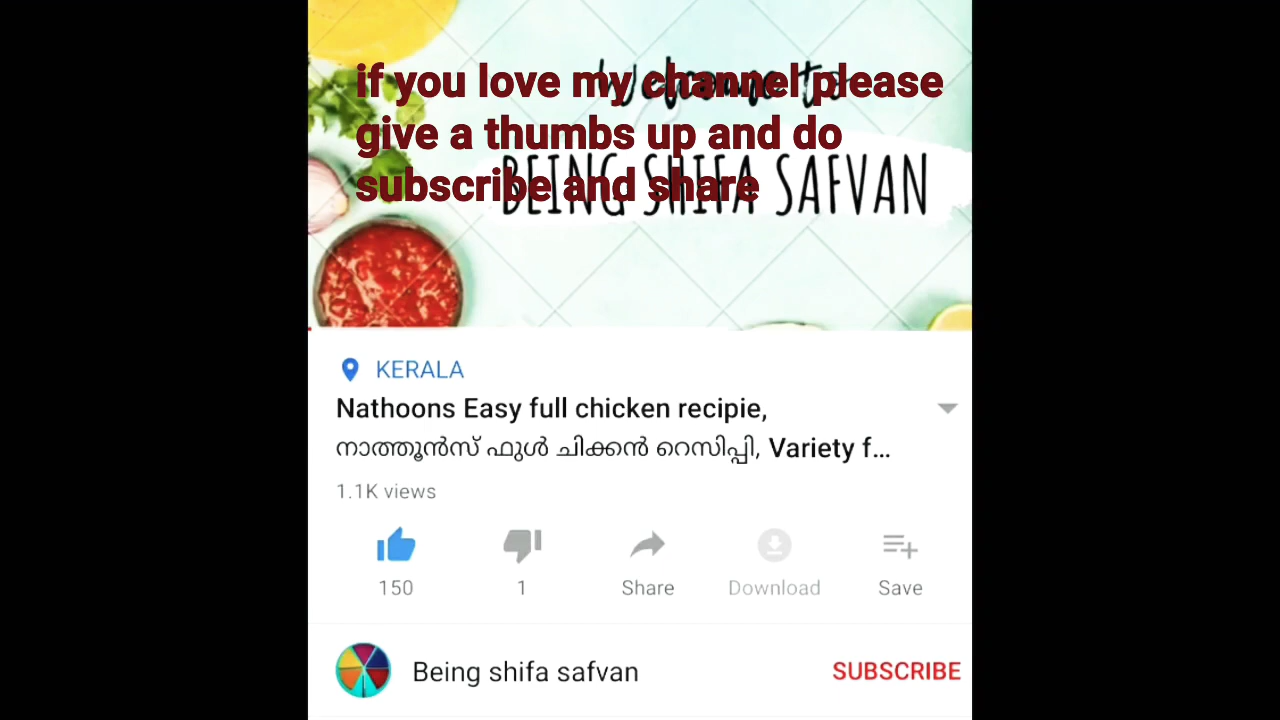 if you love my channel please
give a thumbs up and do
subscribe and share
Welcome to
BEING SHIFA SAFVAN
KERALA
Nathoons Easy full chicken recipie,
നാത്തൂൻസ് ഫുൾ ചിക്കൻ റെസിപ്പി, Variety f...
1.1K views
150
1
Share
Download
Save
Being shifa safvan
SUBSCRIBE